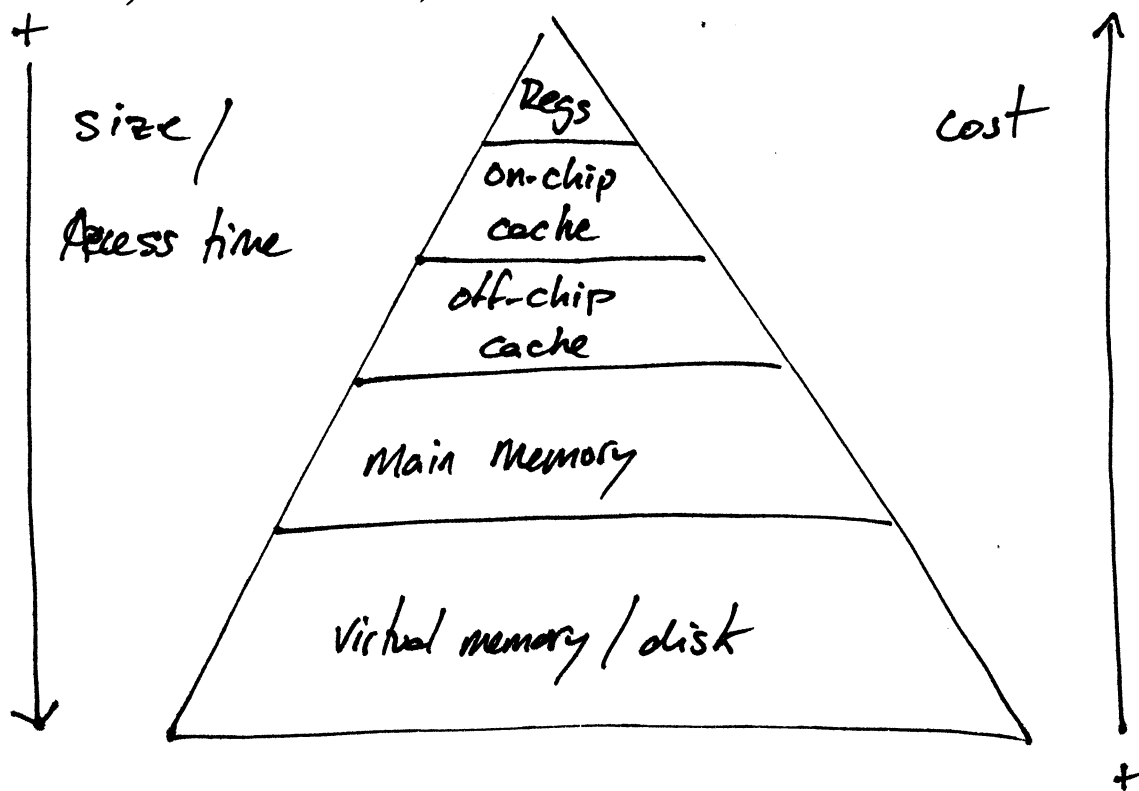 +
size/
Access time
cost
Regs
on-chip
cache
off-chip
cache
Main Memory
Virtual memory / disk
+